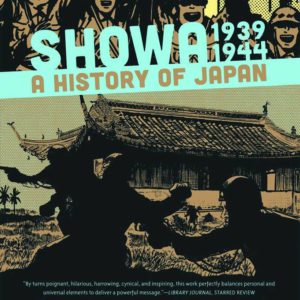 SHOWA 1939
1944
A HISTORY OF JAPAN
"By turns poignant, hilarious, harrowing, cynical, and inspiring, this work perfectly balances personal and
universal elements to deliver a powerful message."—LIBRARY JOURNAL, STARRED REVIEW